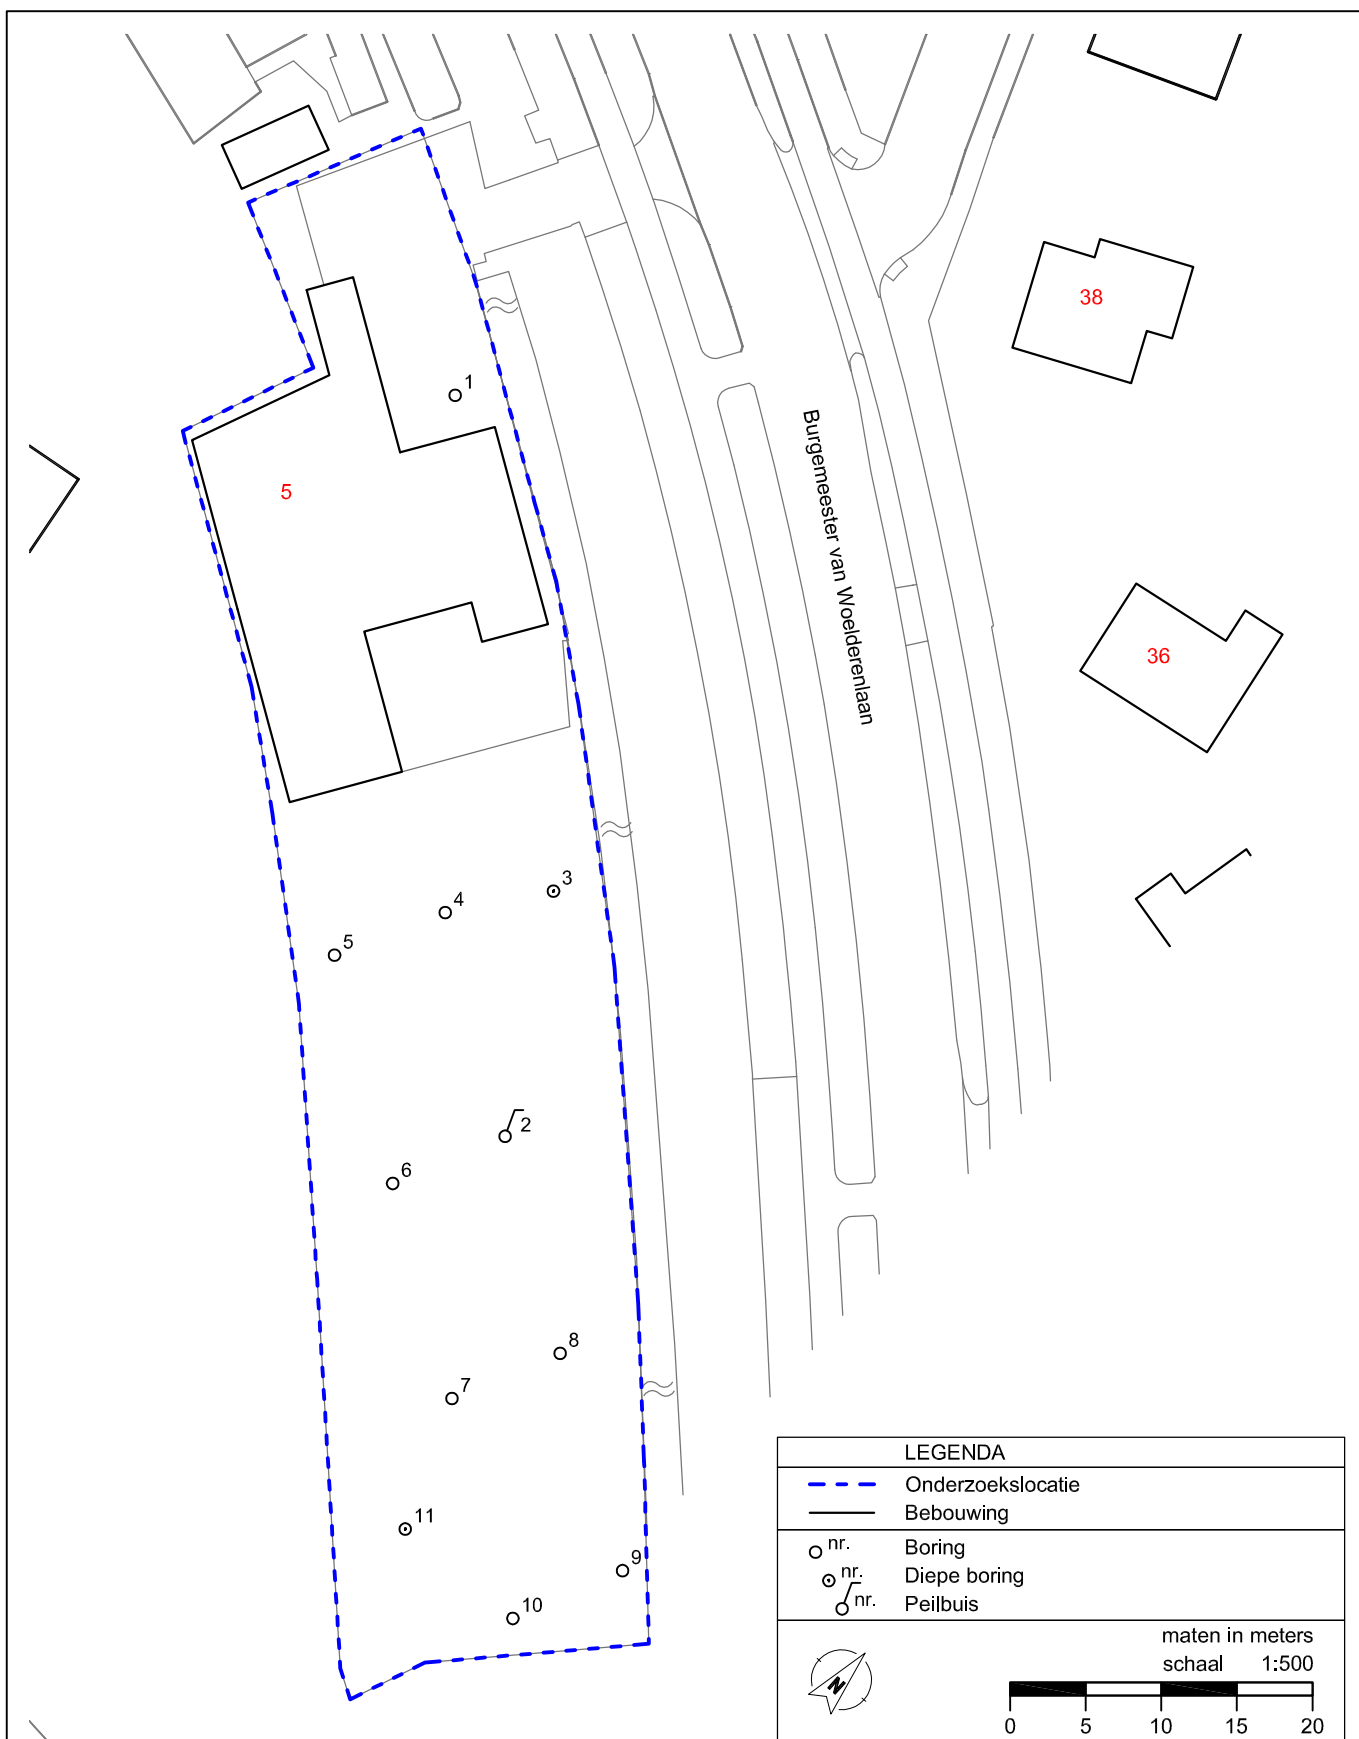 38
1
5
Burgemeester van Woelderenlaan
36
3
4
5
2
6
8
7
11
9
10
LEGENDA
Onderzoekslocatie
Bebouwing
nr. Boring
nr. Diepe boring
nr. Peilbuis
maten in meters
schaal 1:500
N
0 5 10 15 20